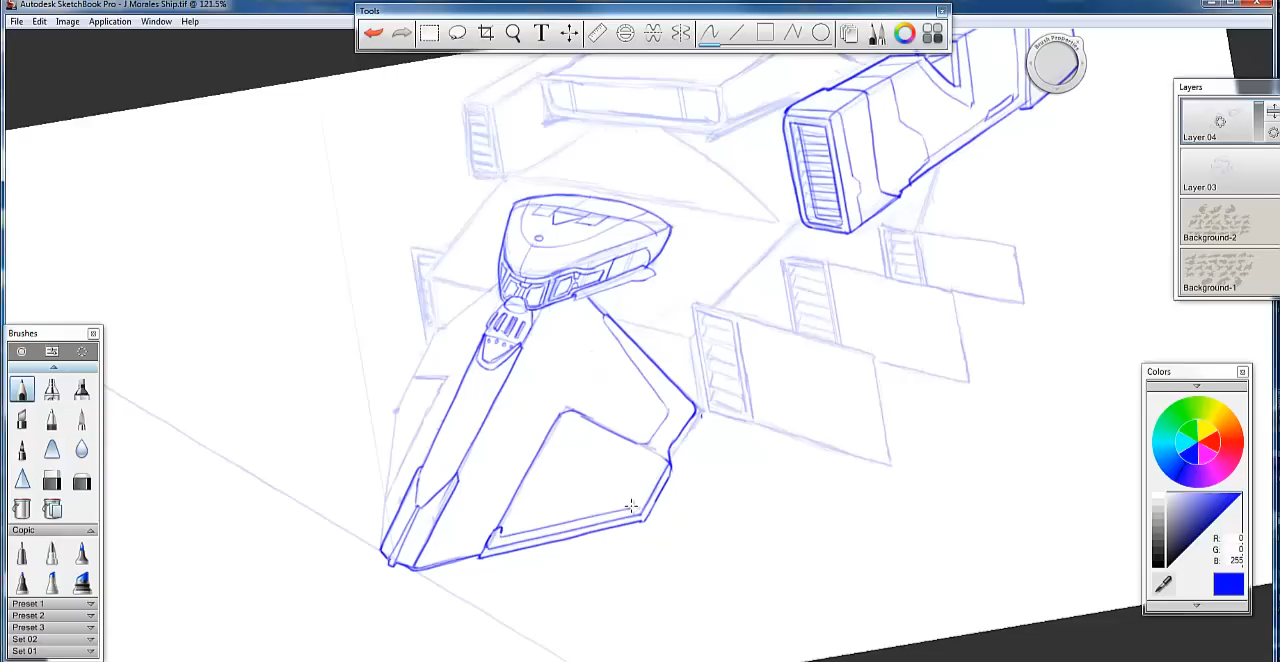 Autodesk SketchBook Pro - J Morales Ship.tif @ 121.5%
File Edit Image Application Window Help
Tools
T
Brush Properties
Layers
Layer 04
Layer 03
Background-2
Background-1
Brushes
Copic
Preset 1
Preset 2
Preset 3
Set 02
Set 01
Colors
R: 0
G: 0
B: 255